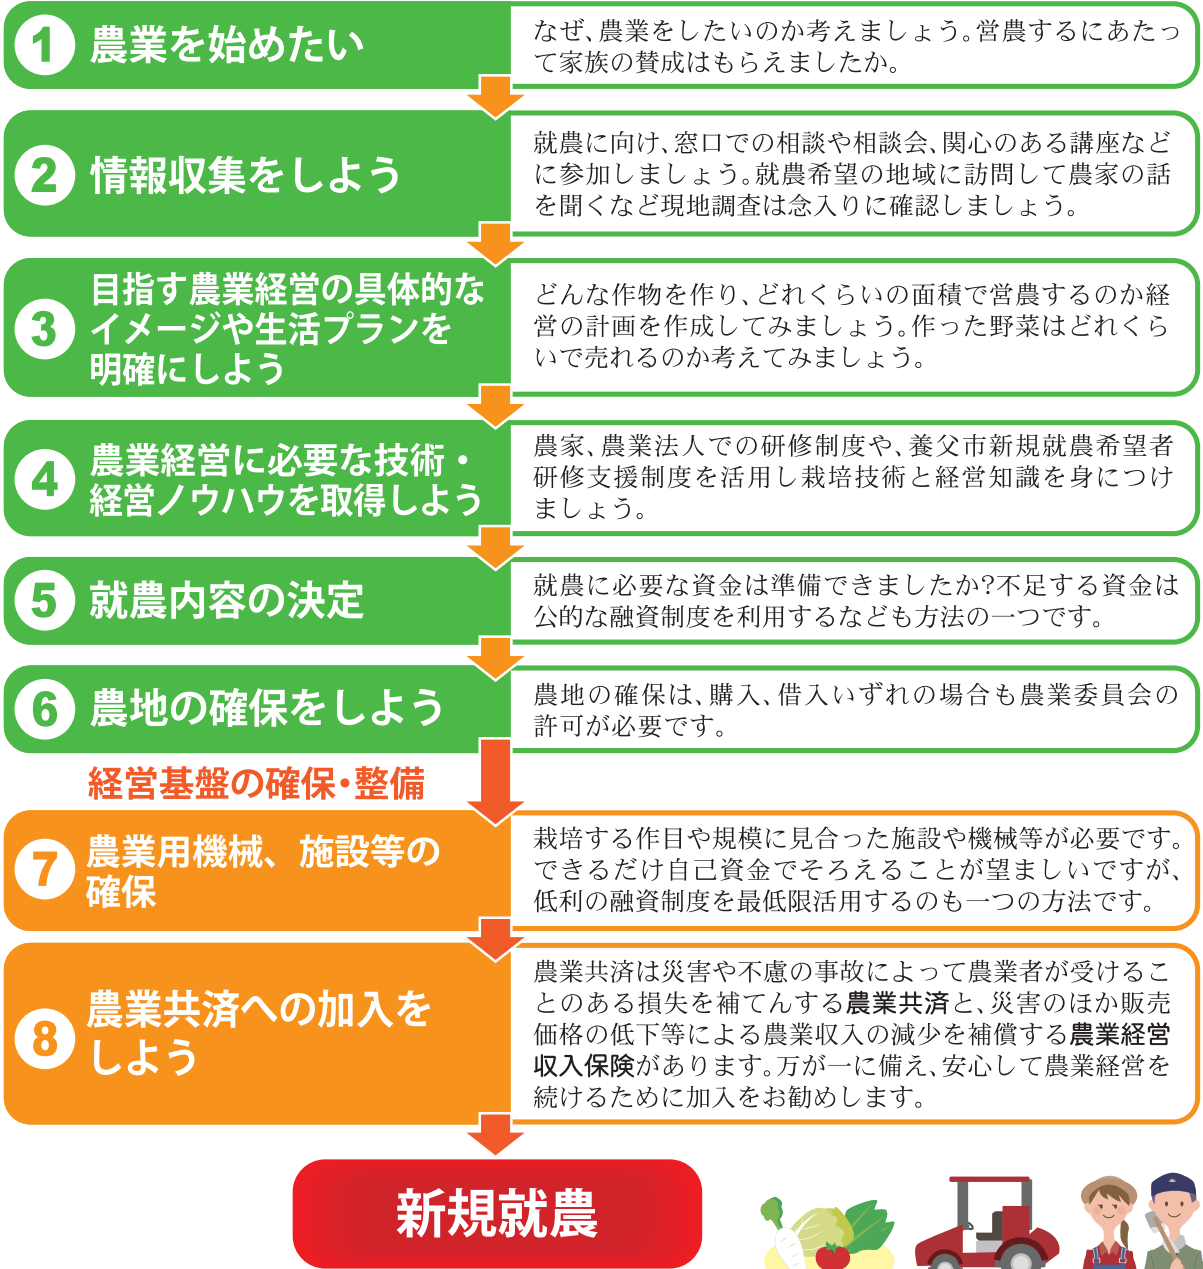 1 農業を始めたい
なぜ、農業をしたいのか考えましょう。営農するにあたっ
て家族の賛成はもらえましたか。
2 情報収集をしよう
就農に向け、窓口での相談や相談会、関心のある講座など
に参加しましょう。就農希望の地域に訪問して農家の話
を聞くなど現地調査は念入りに確認しましょう。
3 目指す農業経営の具体的な
イメージや生活プランを
明確にしよう
どんな作物を作り、どれくらいの面積で営農するのか経
営の計画を作成してみましょう。作った野菜はどれくら
いで売れるのか考えてみましょう。
4 農業経営に必要な技術・
経営ノウハウを取得しよう
農家、農業法人での研修制度や、養父市新規就農希望者
研修支援制度を活用し栽培技術と経営知識を身につけ
ましょう。
5 就農内容の決定
就農に必要な資金は準備できましたか?不足する資金は
公的な融資制度を利用するなども方法の一つです。
6 農地の確保をしよう
農地の確保は、購入、借入いずれの場合も農業委員会の
許可が必要です。
経営基盤の確保・整備
7 農業用機械、施設等の
確保
栽培する作目や規模に見合った施設や機械等が必要です。
できるだけ自己資金でそろえることが望ましいですが、
低利の融資制度を最低限活用するのも一つの方法です。
8 農業共済への加入を
しよう
農業共済は災害や不慮の事故によって農業者が受けるこ
とのある損失を補てんする農業共済と、災害のほか販売
価格の低下等による農業収入の減少を補償する農業経営
収入保険があります。万が一に備え、安心して農業経営を
続けるために加入をお勧めします。
新規就農